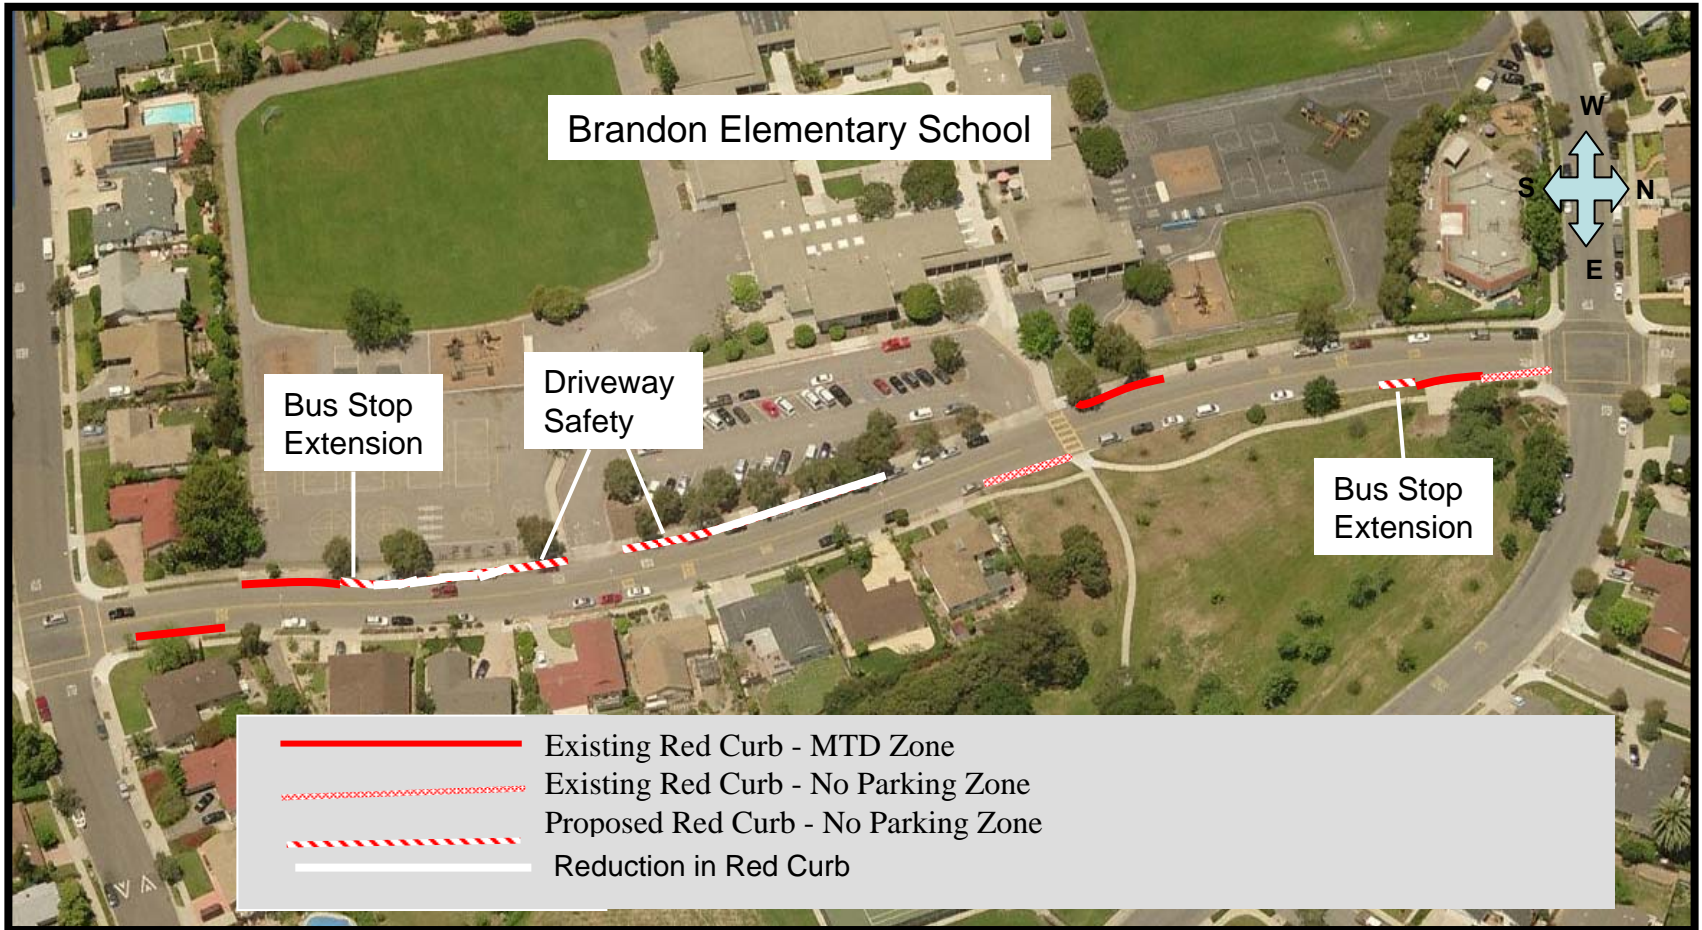 Brandon Elementary School
W
S
N
E
Driveway
Safety
Bus Stop
Extension
Bus Stop
Extension
Existing Red Curb - MTD Zone
Existing Red Curb - No Parking Zone
Proposed Red Curb - No Parking Zone
Reduction in Red Curb